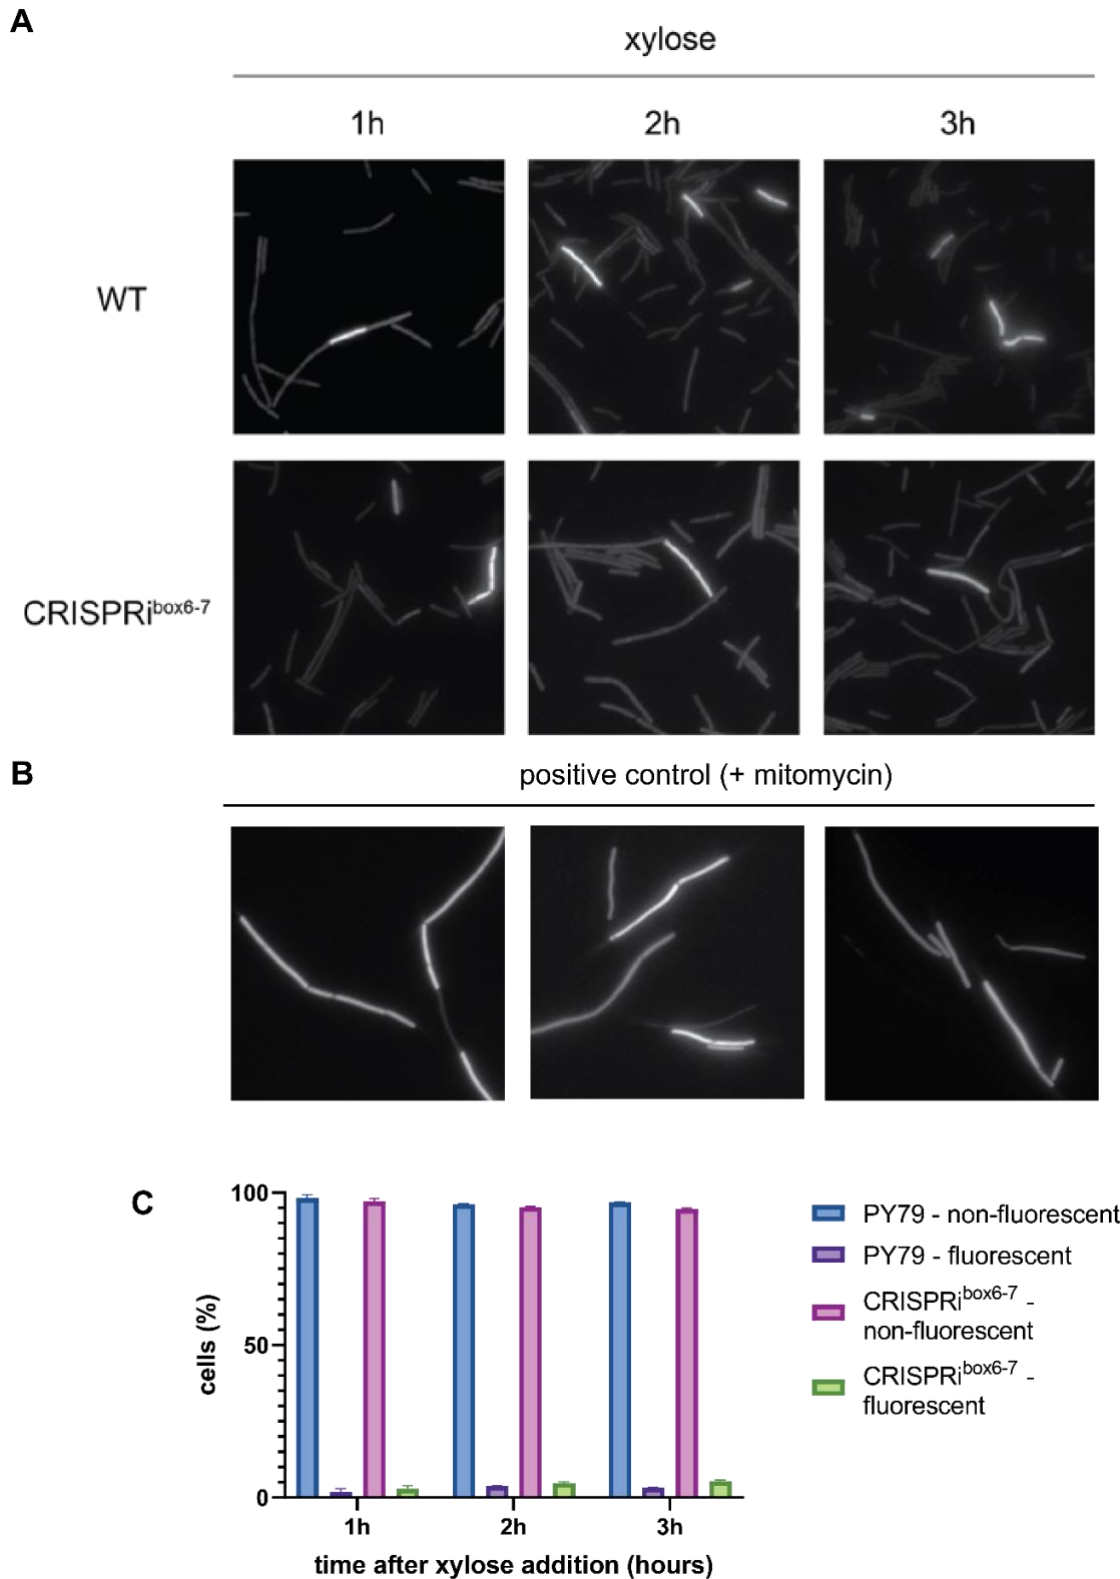 A
xylose
1h 2h 3h
WT
CRISPRi^box6-7
B
positive control (+ mitomycin)
C
100
50
0
cells (%)
1h 2h 3h
time after xylose addition (hours)
PY79 - non-fluorescent
PY79 - fluorescent
CRISPRi^box6-7 -
non-fluorescent
CRISPRi^box6-7 -
fluorescent